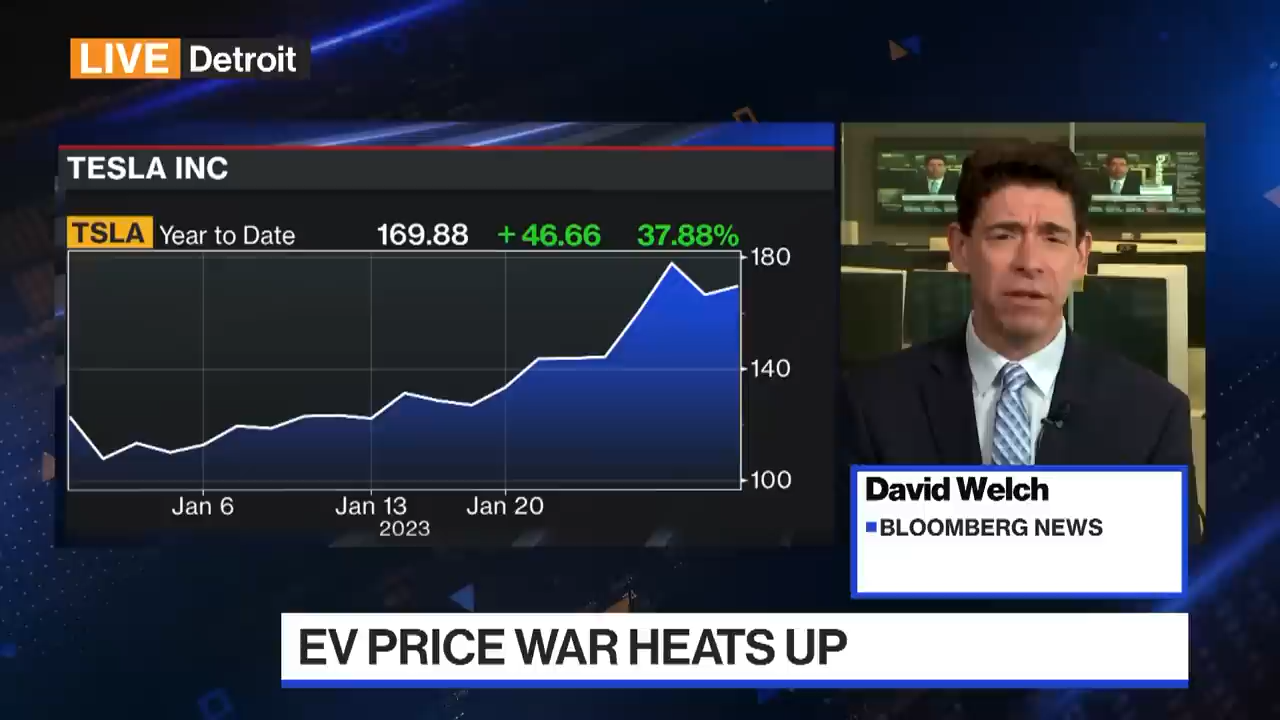 LIVE Detroit
TESLA INC
TSLA Year to Date 169.88 +46.66 37.88%
180
140
100
Jan 6 Jan 13 Jan 20
2023
David Welch
BLOOMBERG NEWS
EV PRICE WAR HEATS UP